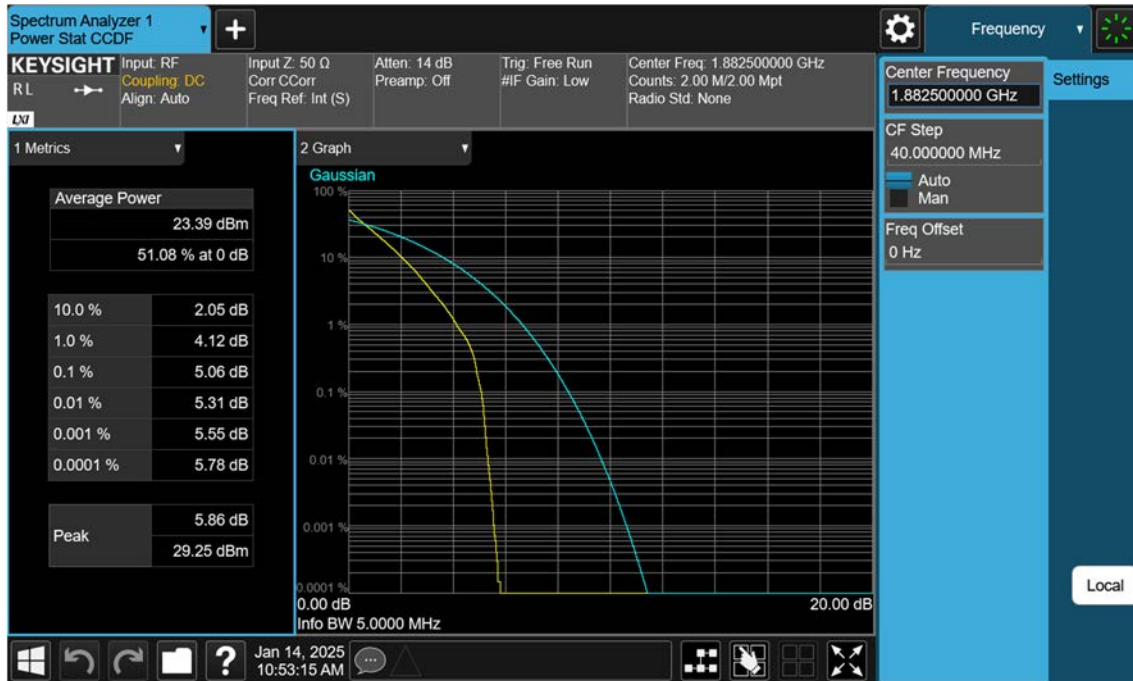 Spectrum Analyzer 1
Power Stat CCDF
Frequency
KEYSIGHT
RL
LXI
Input: RF
Coupling: DC
Align: Auto
Input Z: 50 Ω
Corr CCorr
Freq Ref: Int (S)
Atten: 14 dB
Preamp: Off
Trig: Free Run
#IF Gain: Low
Center Freq: 1.882500000 GHz
Counts: 2.00 M/2.00 Mpt
Radio Std: None
Center Frequency
1.882500000 GHz
Settings
CF Step
40.000000 MHz
Auto
Man
Freq Offset
0 Hz
Local
1 Metrics
Average Power
23.39 dBm
51.08 % at 0 dB
10.0 % 2.05 dB
1.0 % 4.12 dB
0.1 % 5.06 dB
0.01 % 5.31 dB
0.001 % 5.55 dB
0.0001 % 5.78 dB
Peak
5.86 dB
29.25 dBm
2 Graph
Gaussian
100 %
10 %
1 %
0.1 %
0.01 %
0.001 %
0.0001 %
0.00 dB 20.00 dB
Info BW 5.0000 MHz
?
Jan 14, 2025
10:53:15 AM